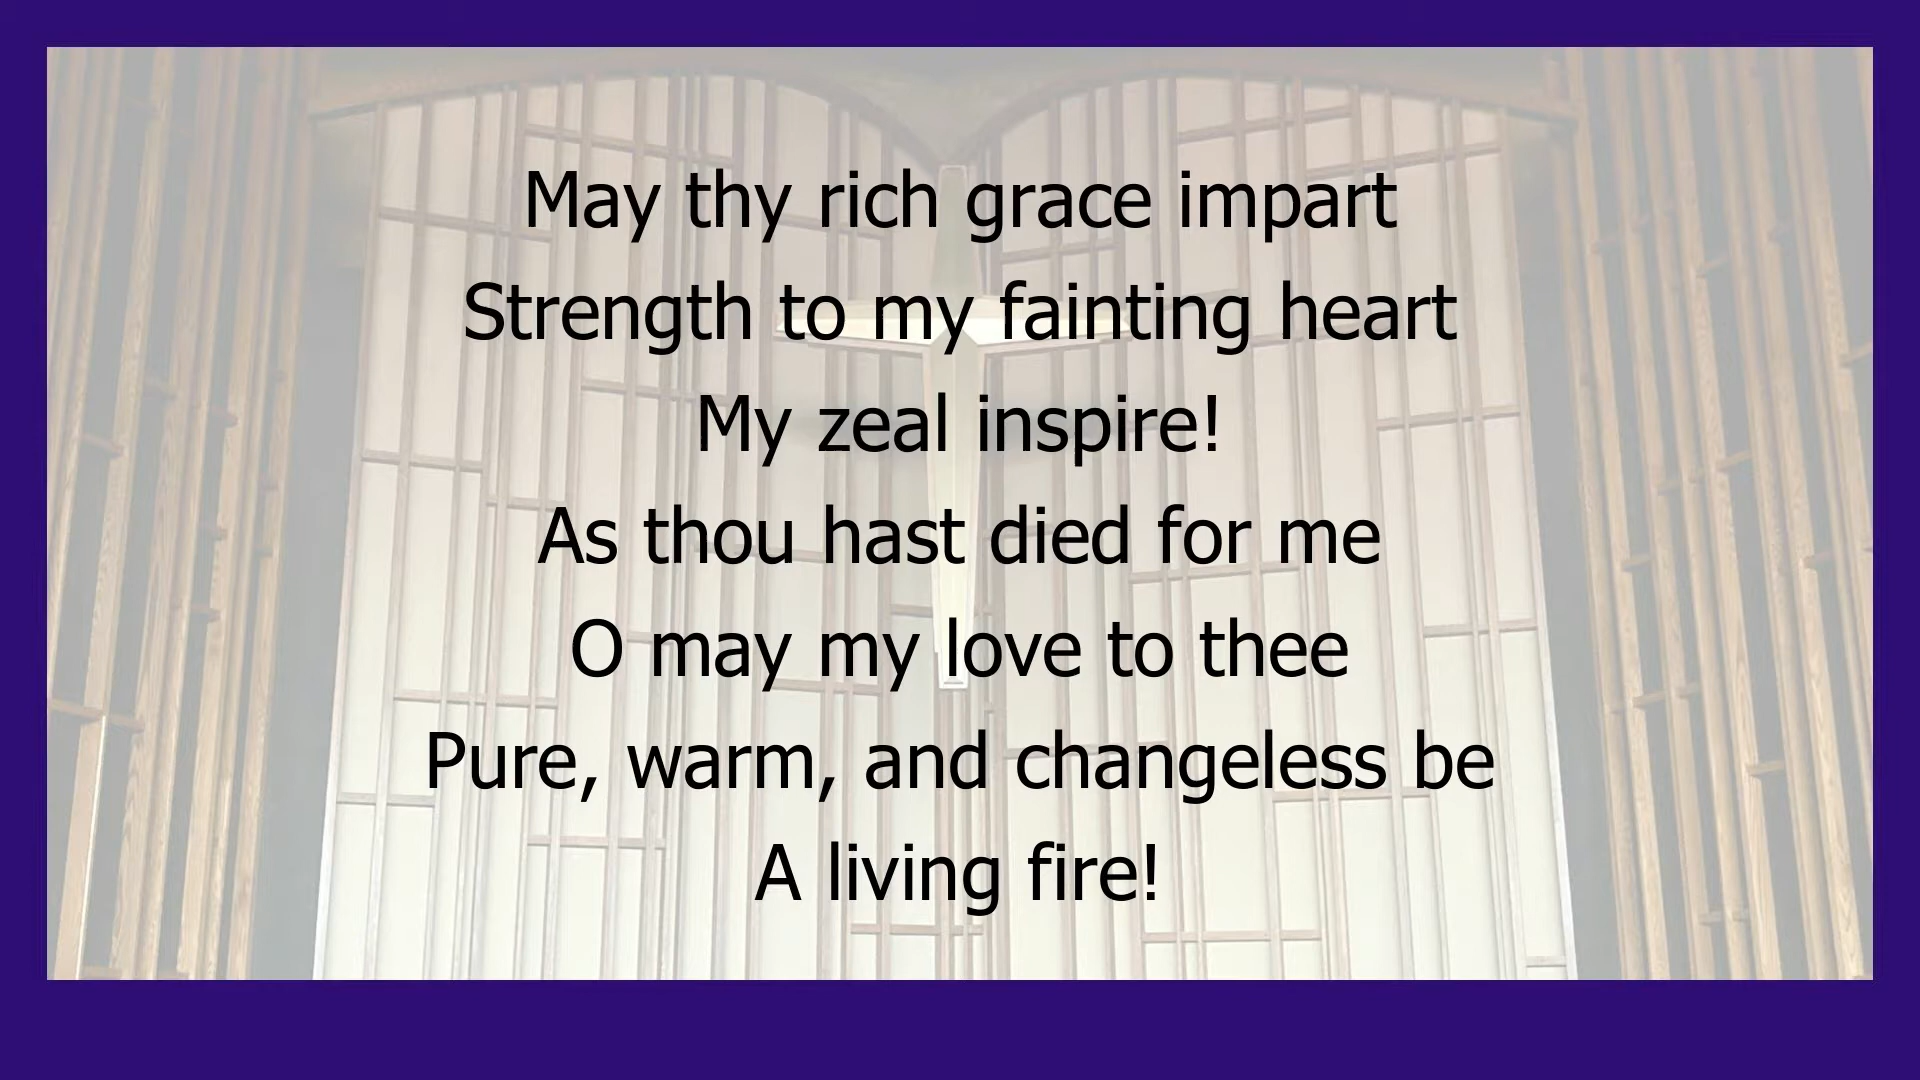 May thy rich grace impart
Strength to my fainting heart
My zeal inspire!
As thou hast died for me
O may my love to thee
Pure, warm, and changeless be
A living fire!